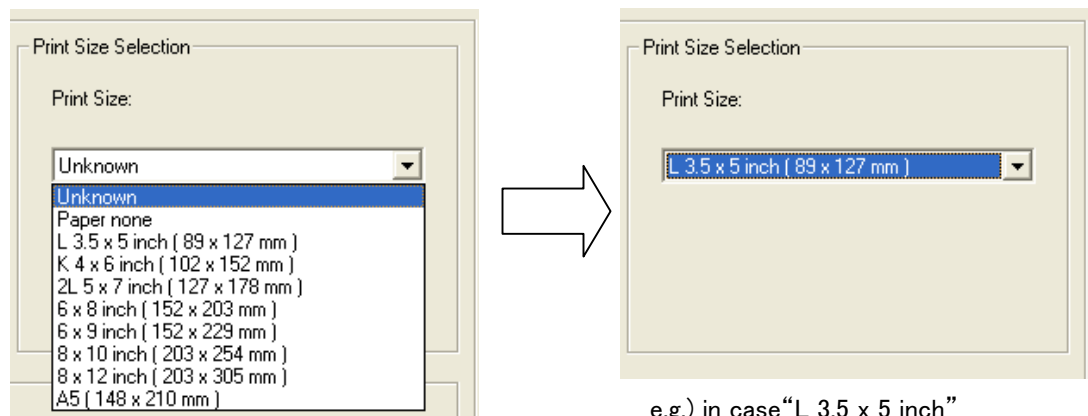 Print Size Selection
Print Size:
Unknown
Unknown
Paper none
L 3.5 x 5 inch ( 89 x 127 mm )
K 4 x 6 inch ( 102 x 152 mm )
2L 5 x 7 inch ( 127 x 178 mm )
6 x 8 inch ( 152 x 203 mm )
6 x 9 inch ( 152 x 229 mm )
8 x 10 inch ( 203 x 254 mm )
8 x 12 inch ( 203 x 305 mm )
A5 ( 148 x 210 mm )
Print Size Selection
Print Size:
L 3.5 x 5 inch ( 89 x 127 mm )
e.g.) in case“L 3.5 x 5 inch”